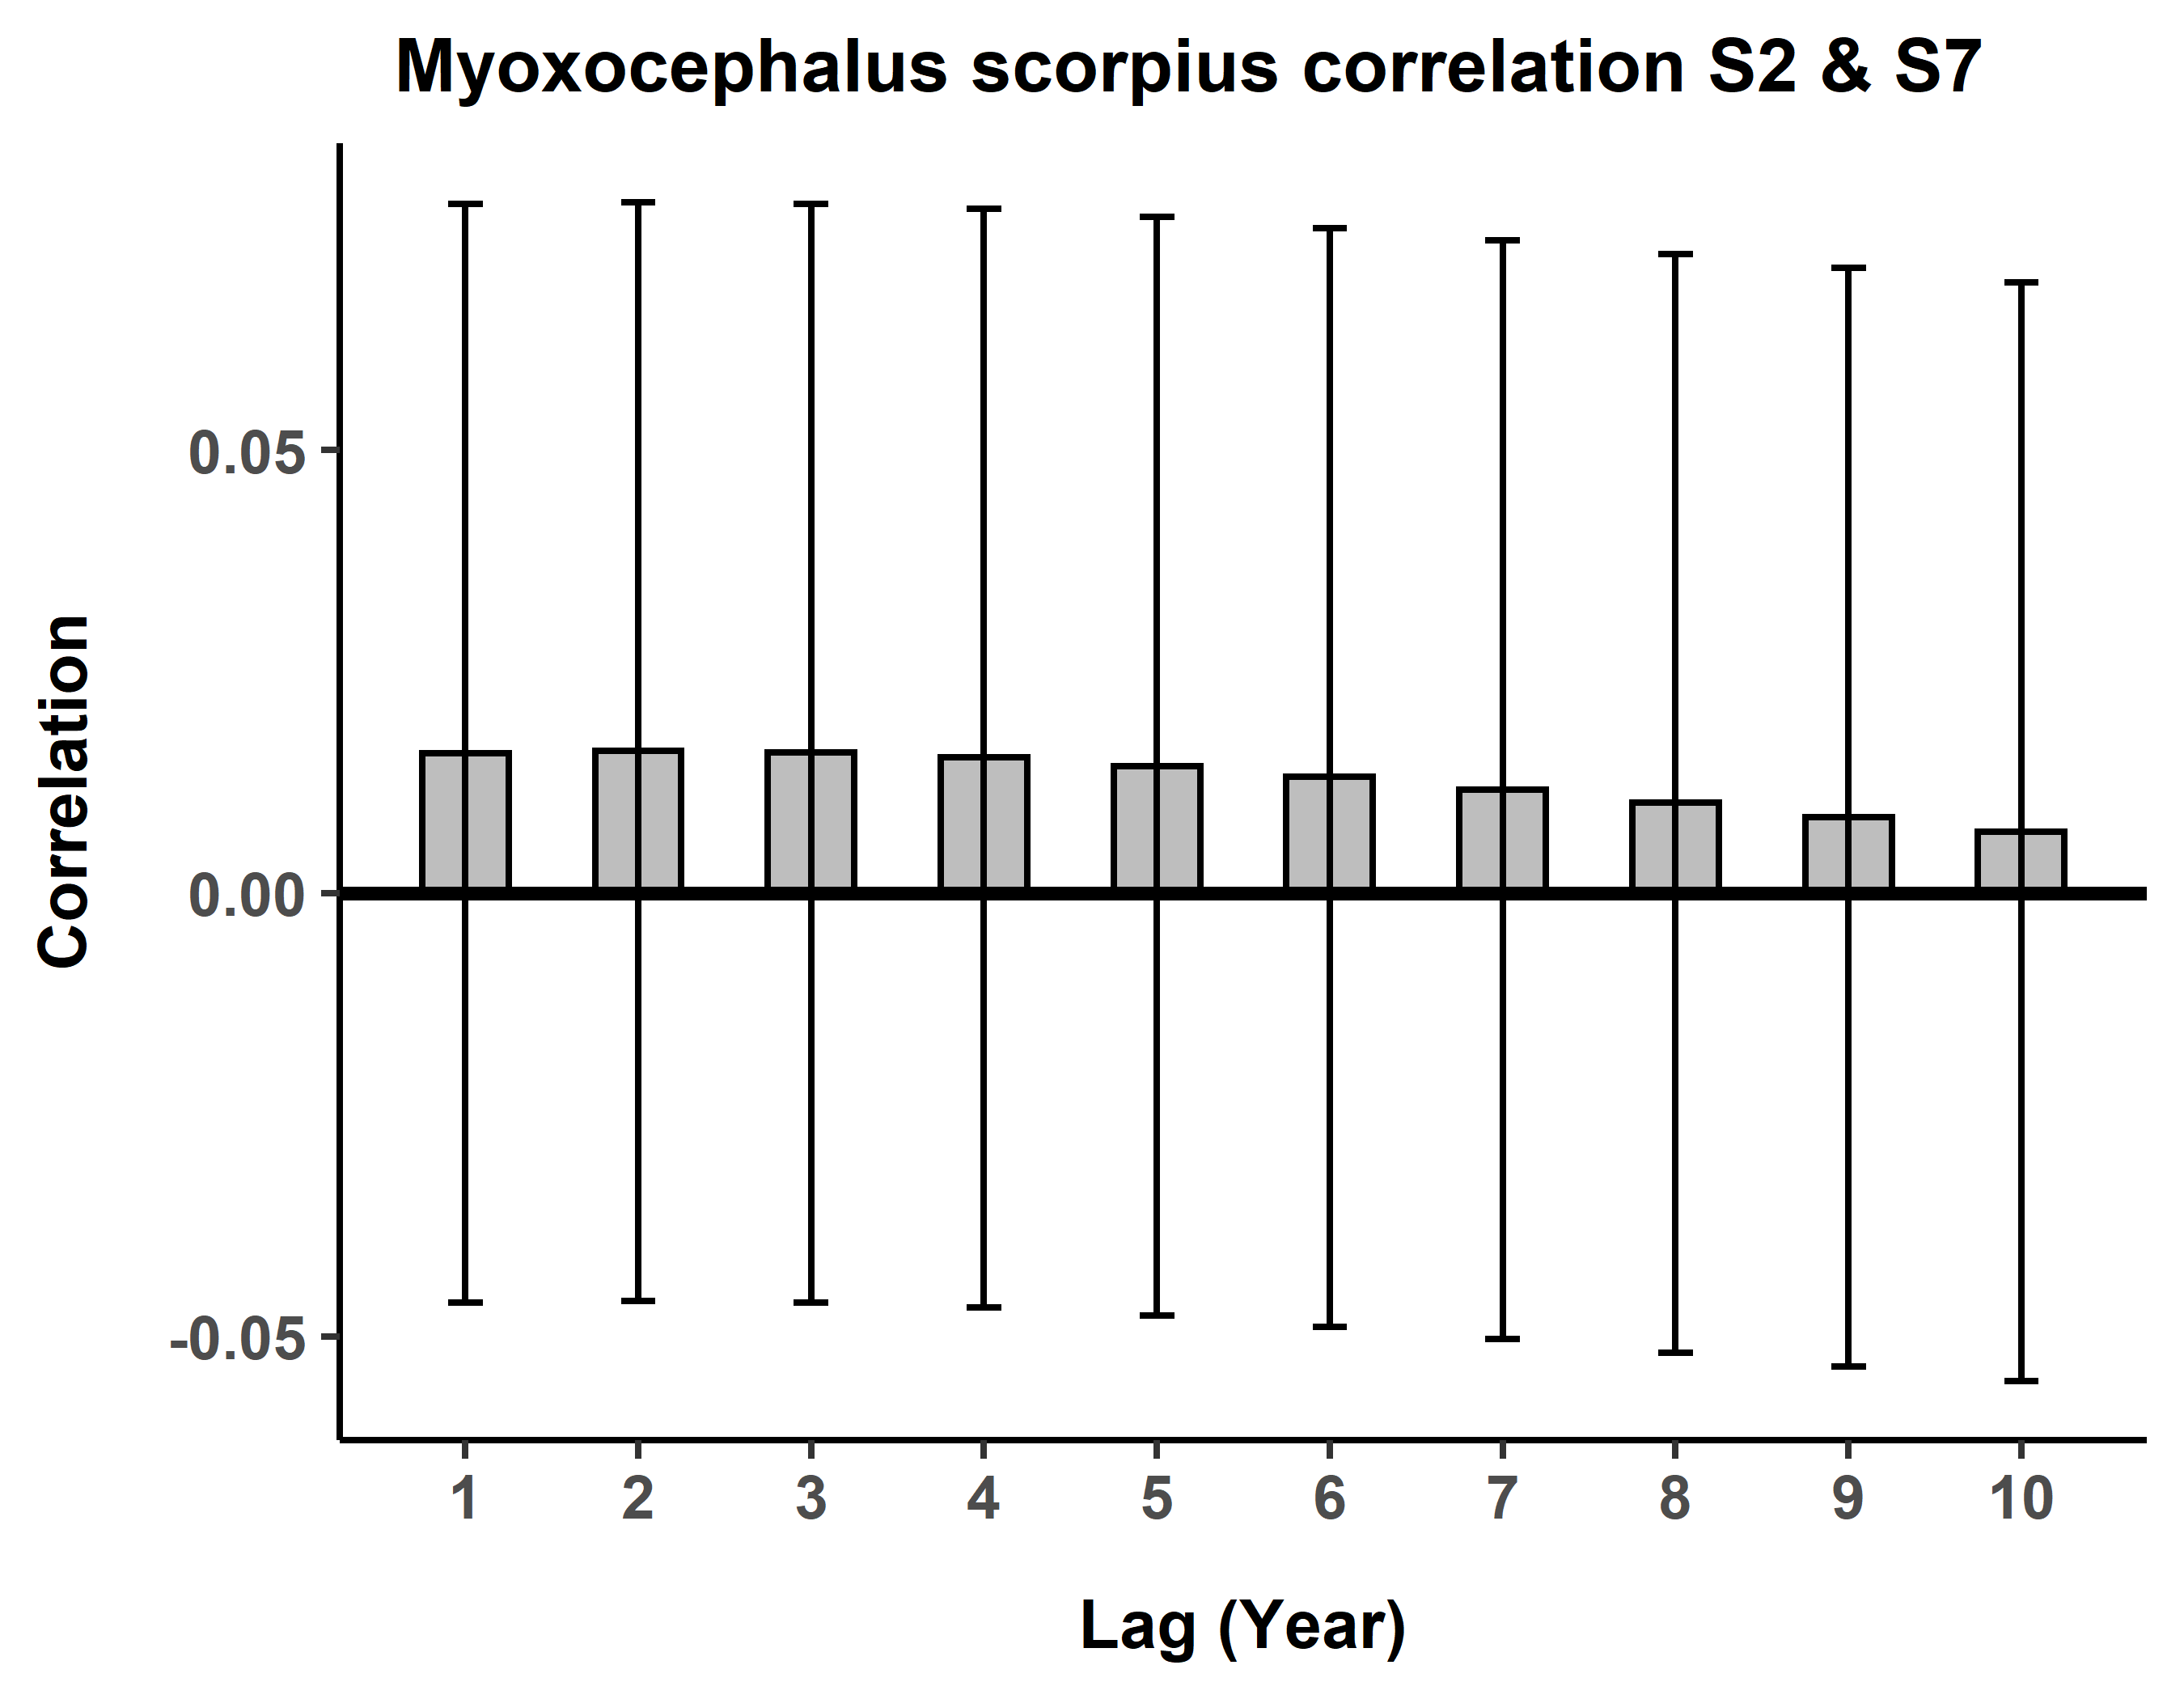 Myoxocephalus scorpius correlation S2 & S7
Correlation
0.05
0.00
-0.05
1 2 3 4 5 6 7 8 9 10
Lag (Year)